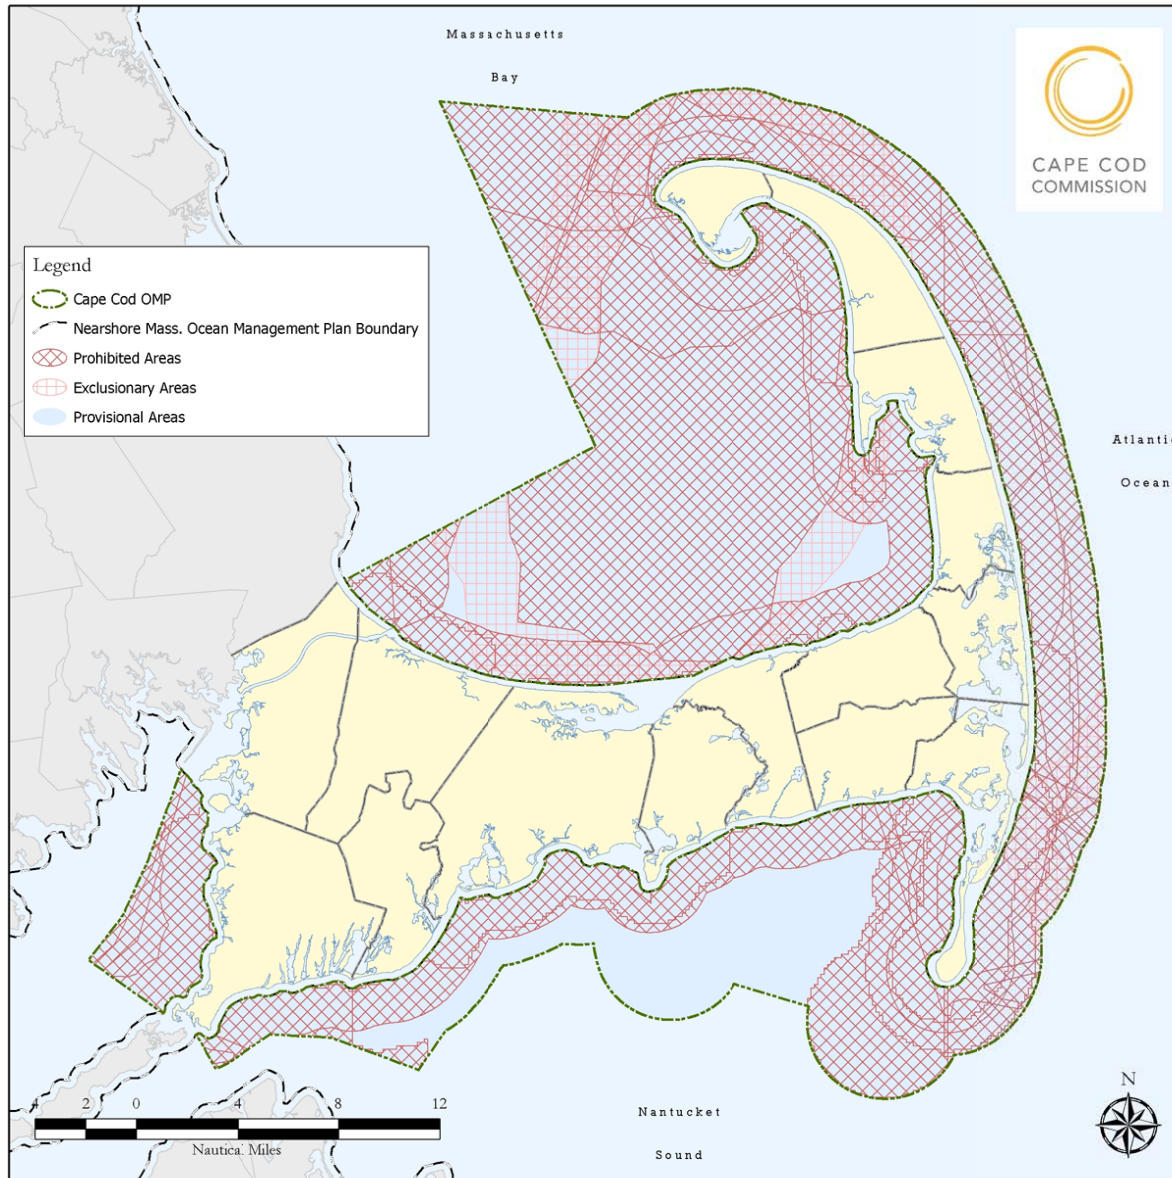 Massachusetts
Bay
CAPE COD
COMMISSION
Legend
Cape Cod OMP
Nearshore Mass. Ocean Management Plan Boundary
Prohibited Areas
Exclusionary Areas
Provisional Areas
Atlantic
Ocean
N
4 2 0 4 8 12
Nautical Miles
Nantucket
Sound